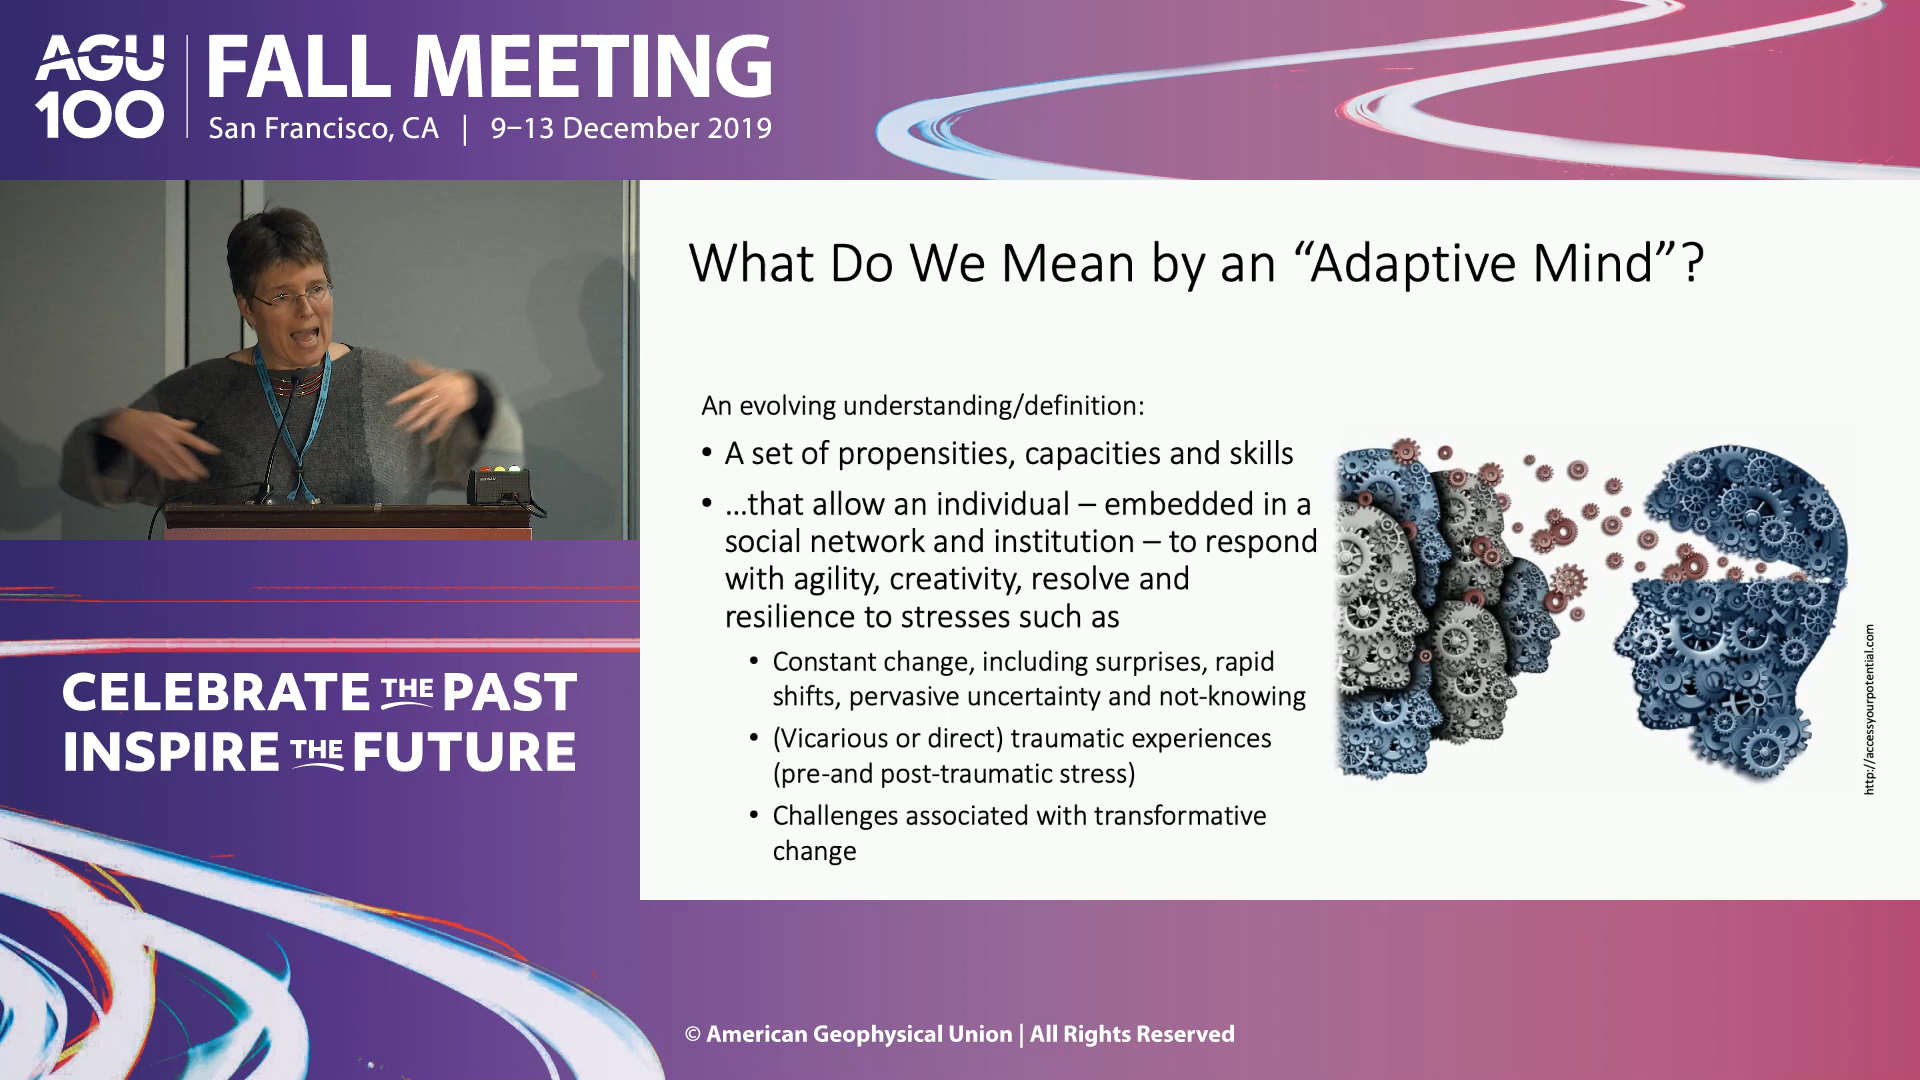 AGU
100
FALL MEETING
San Francisco, CA | 9–13 December 2019
What Do We Mean by an “Adaptive Mind”?
An evolving understanding/definition:
• A set of propensities, capacities and skills
• …that allow an individual – embedded in a
social network and institution – to respond
with agility, creativity, resolve and
resilience to stresses such as
• Constant change, including surprises, rapid
shifts, pervasive uncertainty and not-knowing
• (Vicarious or direct) traumatic experiences
(pre-and post-traumatic stress)
• Challenges associated with transformative
change
http://accessyourpotential.com
CELEBRATE THE PAST
INSPIRE THE FUTURE
© American Geophysical Union | All Rights Reserved